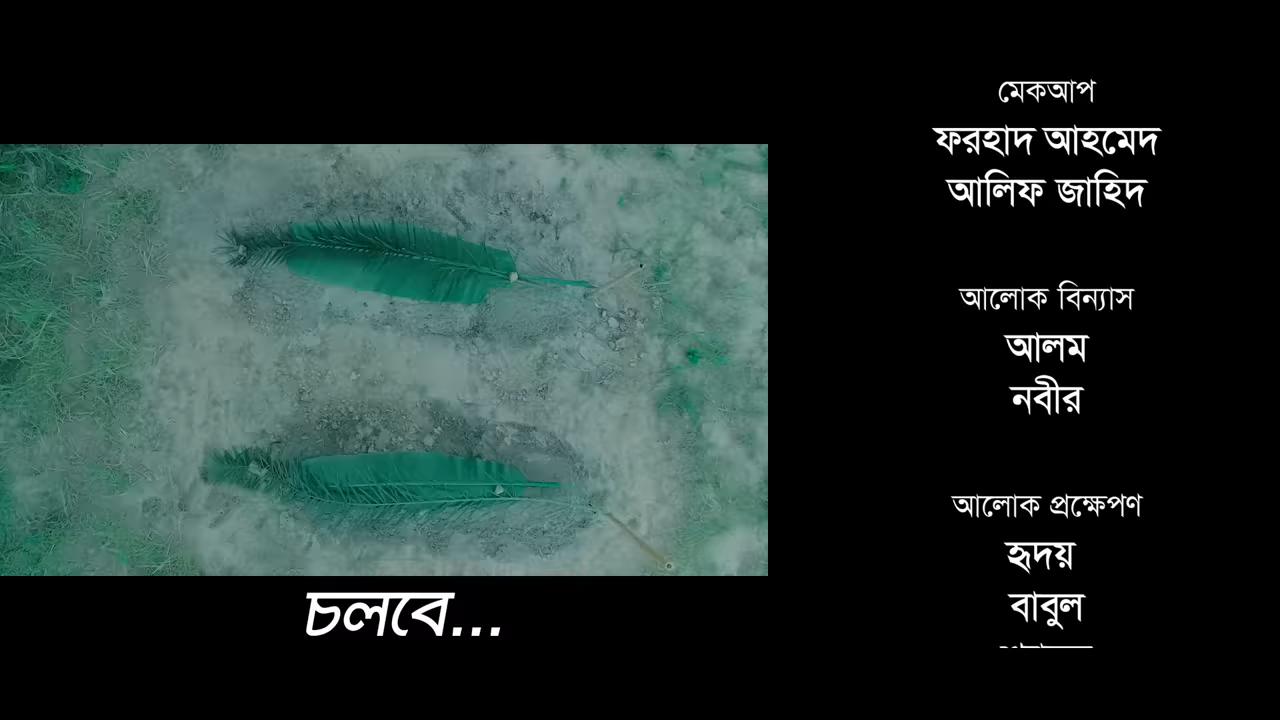 মেকআপ
ফরহাদ আহমেদ
আলিফ জাহিদ
আলোক বিন্যাস
আলম
নবীর
আলোক প্রক্ষেপণ
হৃদয়
বাবুল
চলবে...